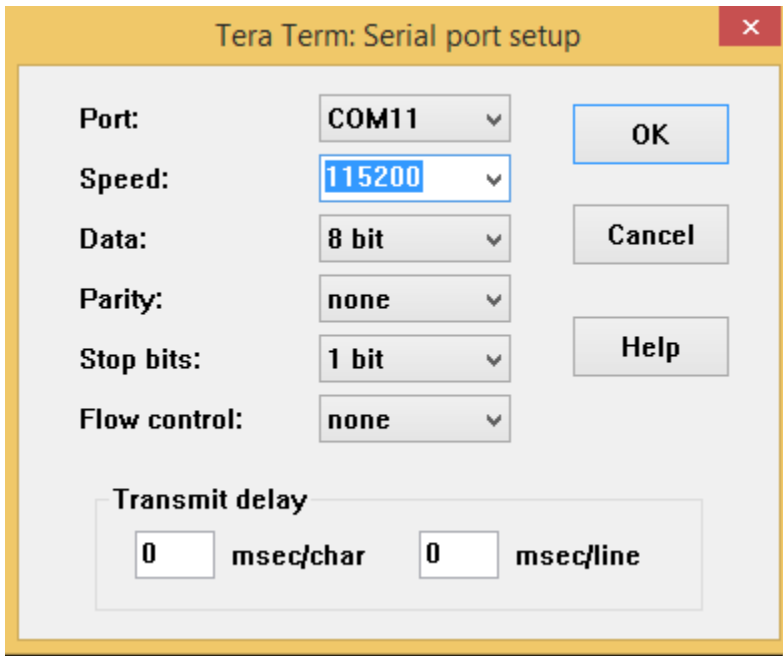 Tera Term: Serial port setup
Port: COM11
OK
Speed: 115200
Data: 8 bit
Cancel
Parity: none
Stop bits: 1 bit
Help
Flow control: none
Transmit delay
0 msec/char 0 msec/line